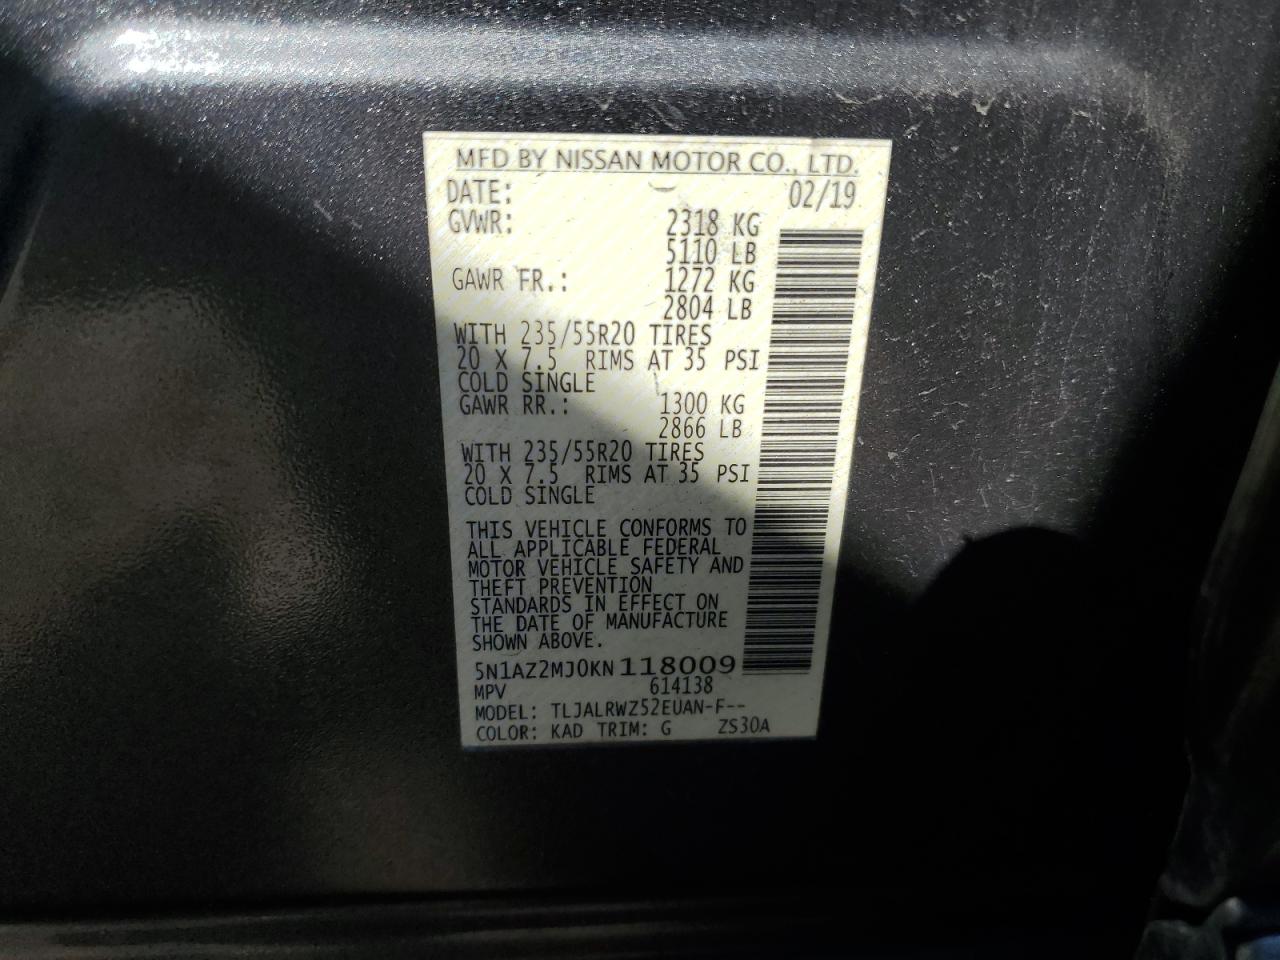 MFD BY NISSAN MOTOR CO., LTD.
DATE: 02/19
GVWR: 2318 KG
5110 LB
GAWR FR.: 1272 KG
2804 LB
WITH 235/55R20 TIRES
20 X 7.5 RIMS AT 35 PSI
COLD SINGLE
GAWR RR.: 1300 KG
2866 LB
WITH 235/55R20 TIRES
20 X 7.5 RIMS AT 35 PSI
COLD SINGLE
THIS VEHICLE CONFORMS TO
ALL APPLICABLE FEDERAL
MOTOR VEHICLE SAFETY AND
THEFT PREVENTION
STANDARDS IN EFFECT ON
THE DATE OF MANUFACTURE
SHOWN ABOVE.
5N1AZ2MJ0KN118009
MPV 614138
MODEL: TLJALRWZ52EUAN-F--
COLOR: KAD TRIM: G ZS30A